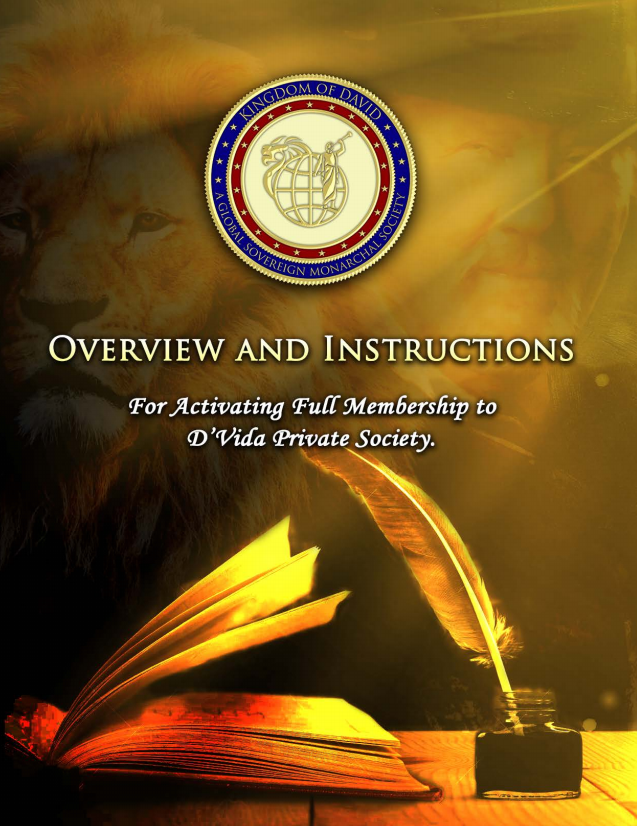 KINGDOM OF DAVID
A GLOBAL SOVEREIGN MONARCHAL SOCIETY
OVERVIEW AND INSTRUCTIONS
For Activating Full Membership to
D'Vida Private Society.